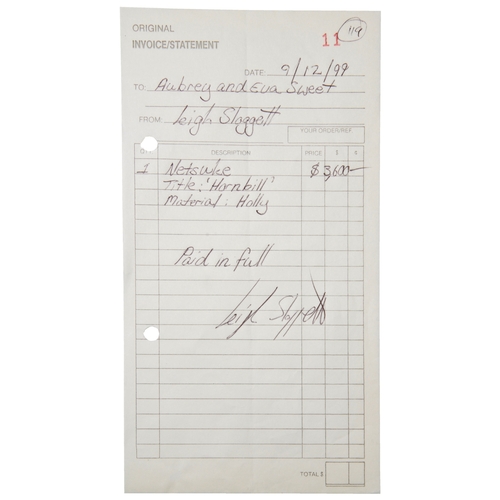 ORIGINAL
INVOICE/STATEMENT
11
119
DATE 9/12/99
TO Aubrey and Eva Sweet
FROM Leigh Sloggett
YOUR ORDER/REF
DESCRIPTION PRICE $
1 Netsuke $3,600—
Title: 'Hornbill'
Material: Holly
Paid in full
Leigh Sloggett
TOTAL $